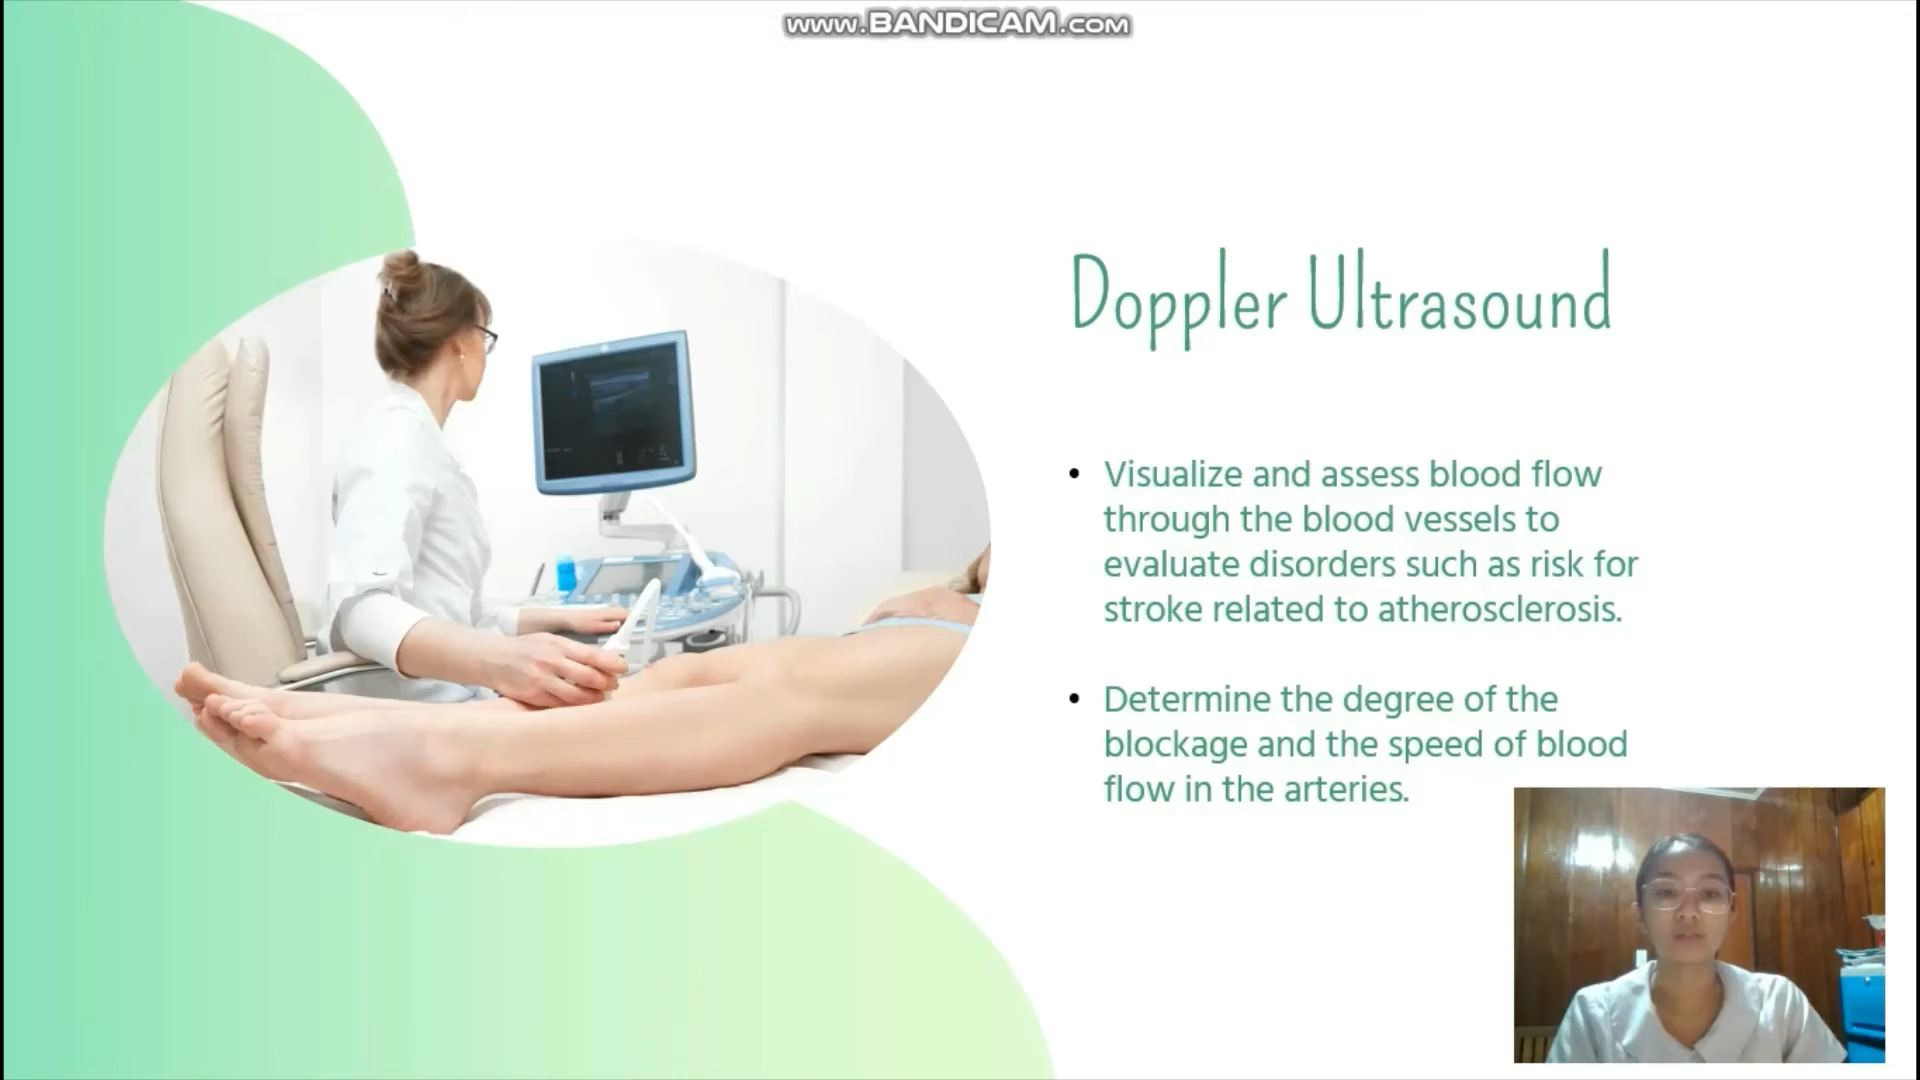 www.BANDICAM.com
Doppler Ultrasound
• Visualize and assess blood flow
through the blood vessels to
evaluate disorders such as risk for
stroke related to atherosclerosis.
• Determine the degree of the
blockage and the speed of blood
flow in the arteries.